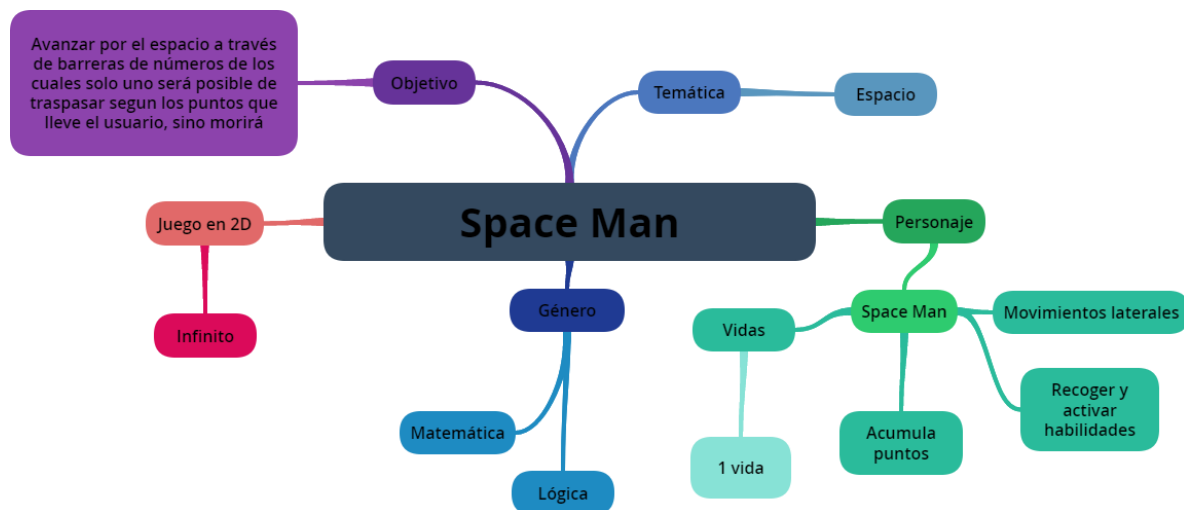 Avanzar por el espacio a través
de barreras de números de los
cuales solo uno será posible de
traspasar segun los puntos que
lleve el usuario, sino morirá
Objetivo
Temática
Espacio
Juego en 2D
Space Man
Personaje
Infinito
Género
Vidas
Space Man
Movimientos laterales
Matemática
Lógica
1 vida
Acumula
puntos
Recoger y
activar
habilidades